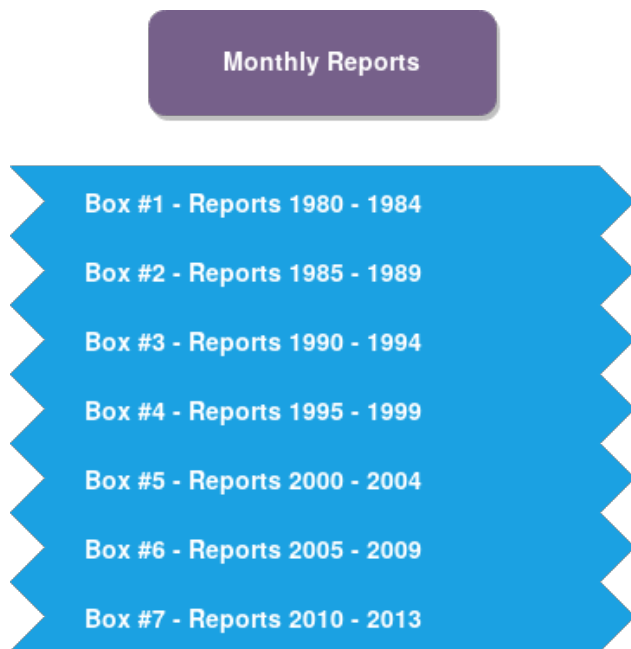 Monthly Reports
Box #1 - Reports 1980 - 1984
Box #2 - Reports 1985 - 1989
Box #3 - Reports 1990 - 1994
Box #4 - Reports 1995 - 1999
Box #5 - Reports 2000 - 2004
Box #6 - Reports 2005 - 2009
Box #7 - Reports 2010 - 2013